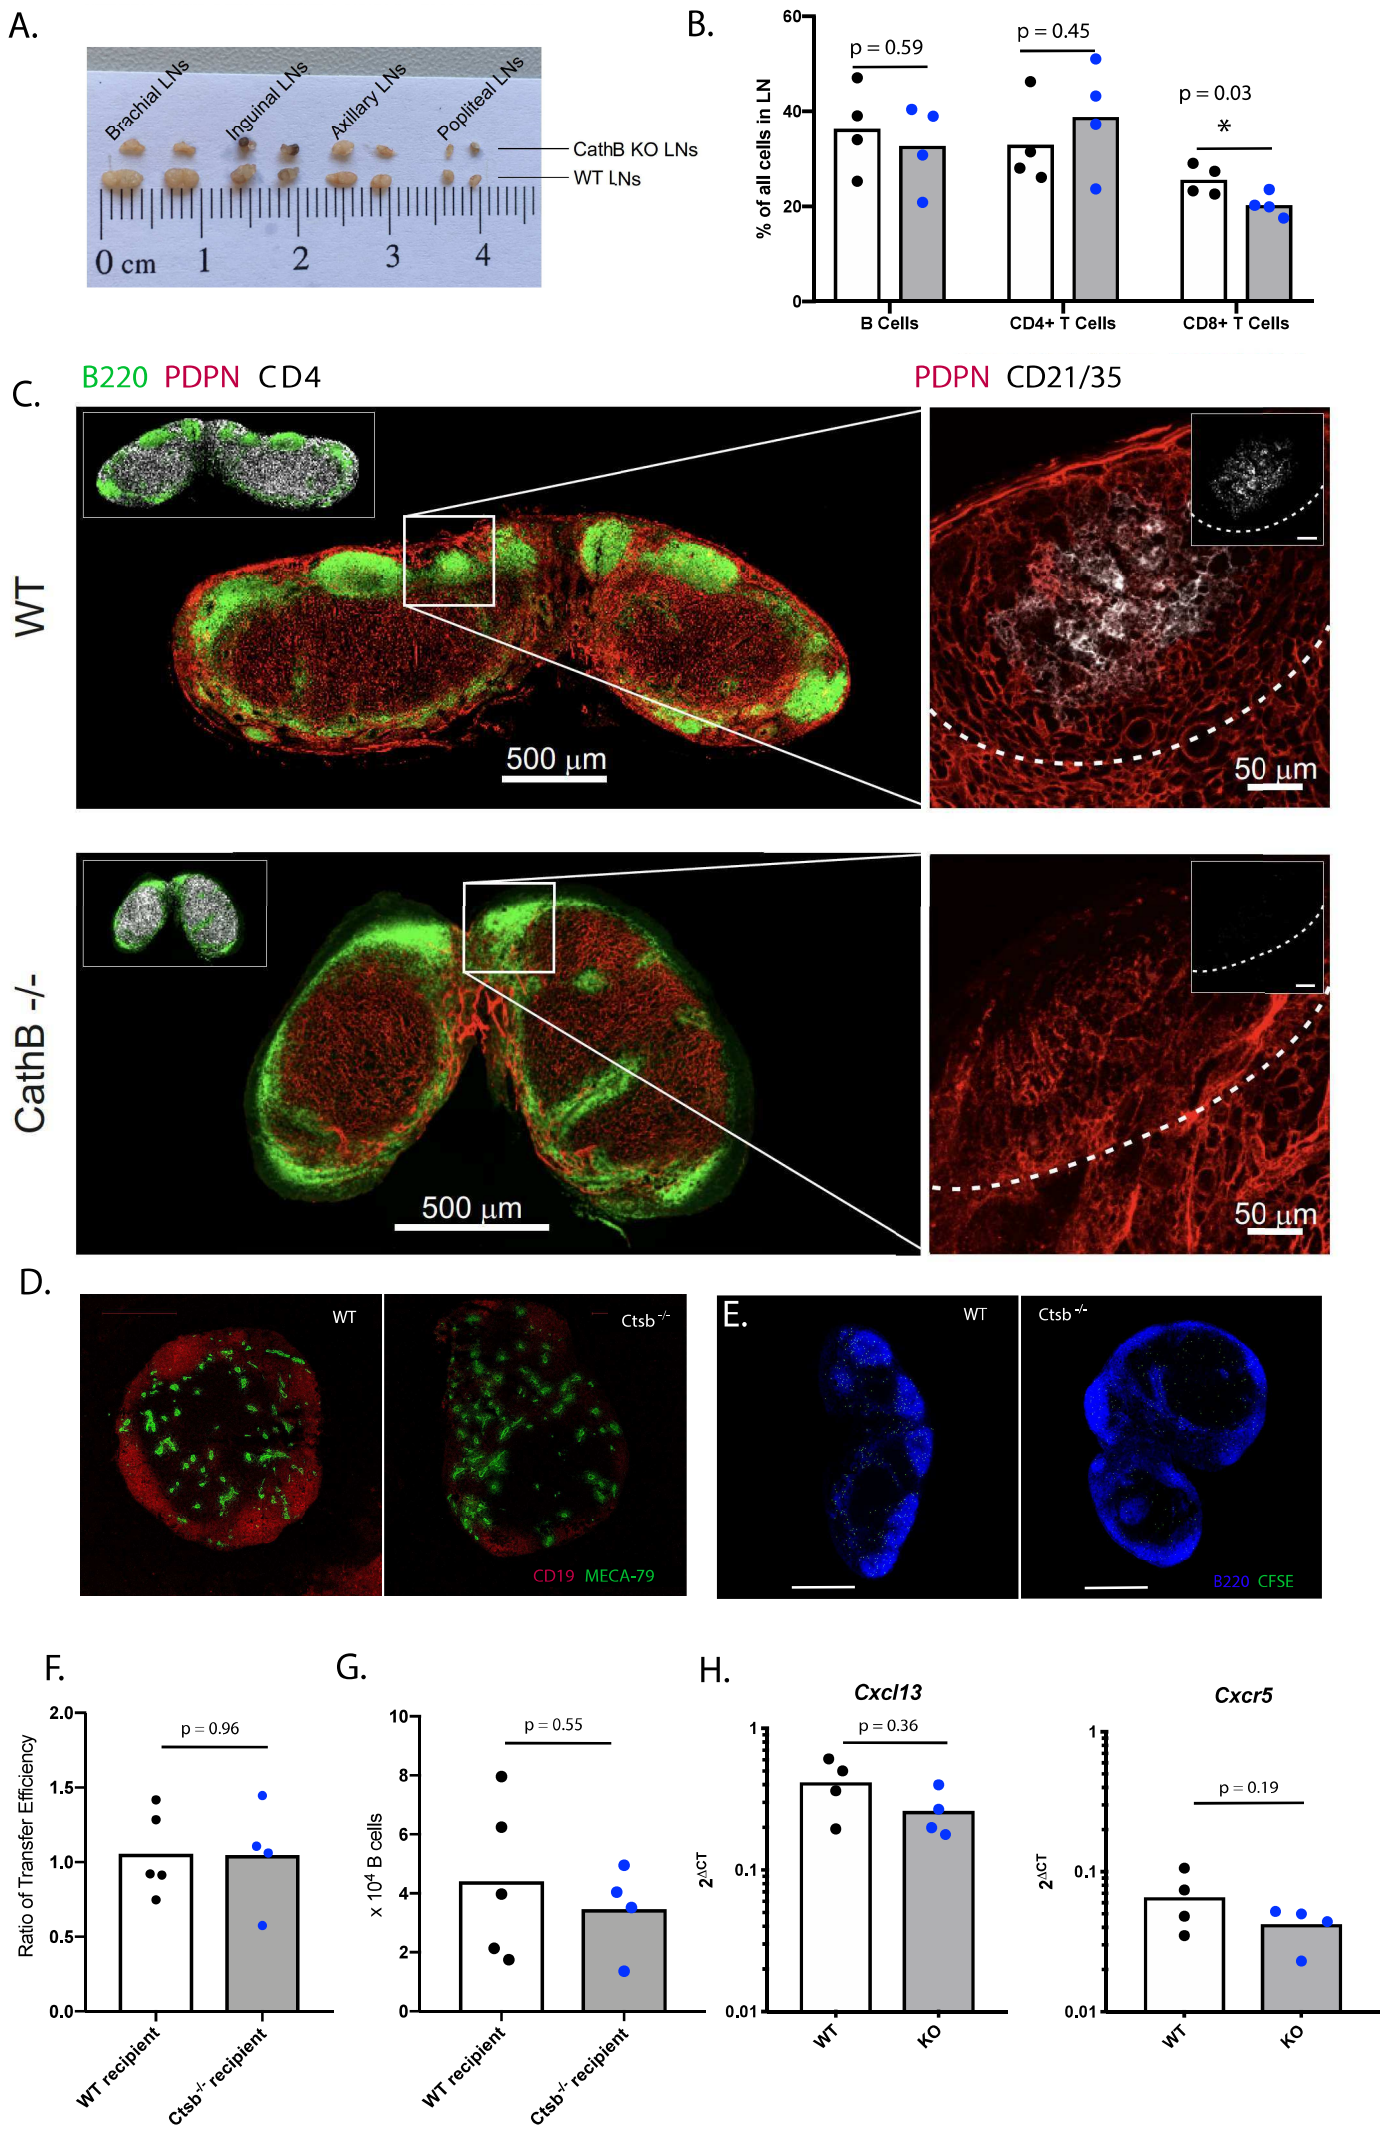 A.
Brachial LNs
Inguinal LNs
Axillary LNs
Popliteal LNs
CathB KO LNs
WT LNs
0 cm 1 2 3 4
B.
% of all cells in LN
60
40
20
0
p = 0.59
p = 0.45
p = 0.03
*
B Cells CD4+ T Cells CD8+ T Cells
C.
B220 PDPN CD4
PDPN CD21/35
WT
500 µm
50 µm
CathB -/-
500 µm
50 µm
D.
WT
Ctsb-/-
CD19 MECA-79
E.
WT
Ctsb-/-
B220 CFSE
F.
Ratio of Transfer Efficiency
2.0
1.5
1.0
0.5
0.0
p = 0.96
WT recipient
Ctsb-/- recipient
G.
x 10⁴ B cells
10
8
6
4
2
0
p = 0.55
WT recipient
Ctsb-/- recipient
H.
Cxcl13
2ΔCT
1
0.1
0.01
p = 0.36
WT
KO
Cxcr5
2ΔCT
1
0.1
0.01
p = 0.19
WT
KO